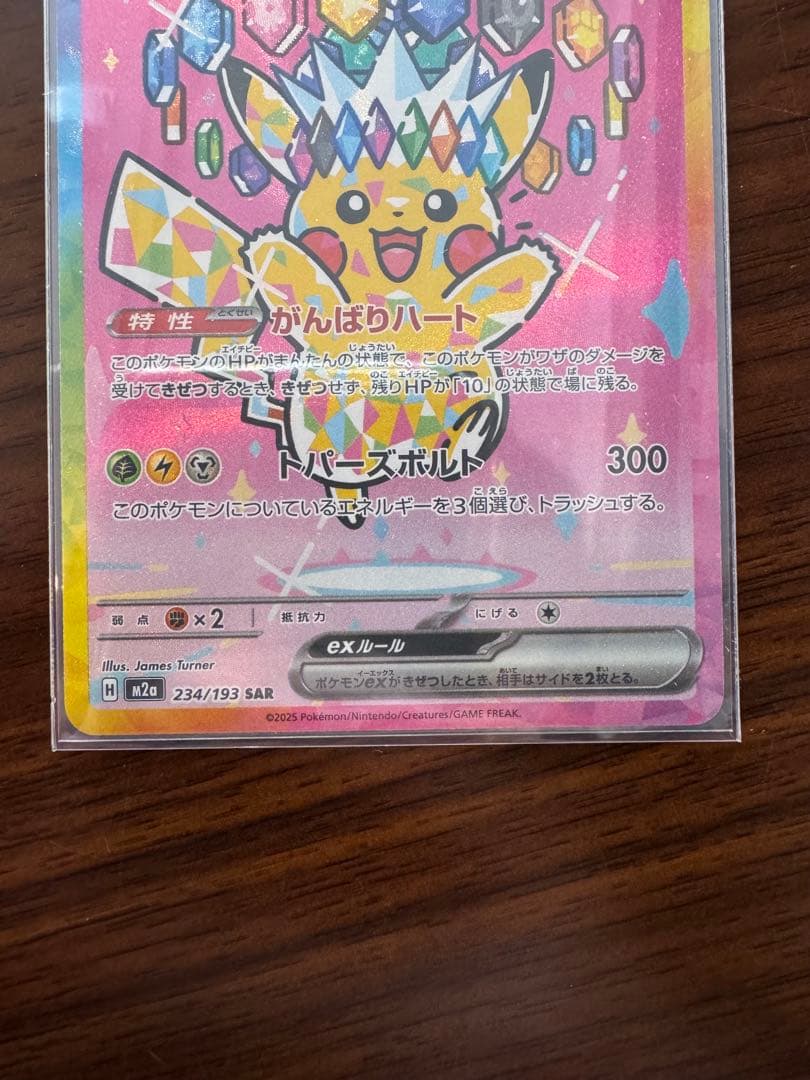 特性 とくせい がんばりハート
このポケモンのHPがまんたんの状態で、このポケモンがワザのダメージを
受けてきぜつするとき、きぜつせず、残りHPが「10」の状態で場に残る。
トパーズボルト 300
このポケモンについているエネルギーを3個選び、トラッシュする。
弱点 ×2 抵抗力 にげる
exルール
ポケモンexがきぜつしたとき、相手はサイドを2枚とる。
Illus. James Turner
H m2a 234/193 SAR
©2025 Pokémon/Nintendo/Creatures/GAME FREAK.